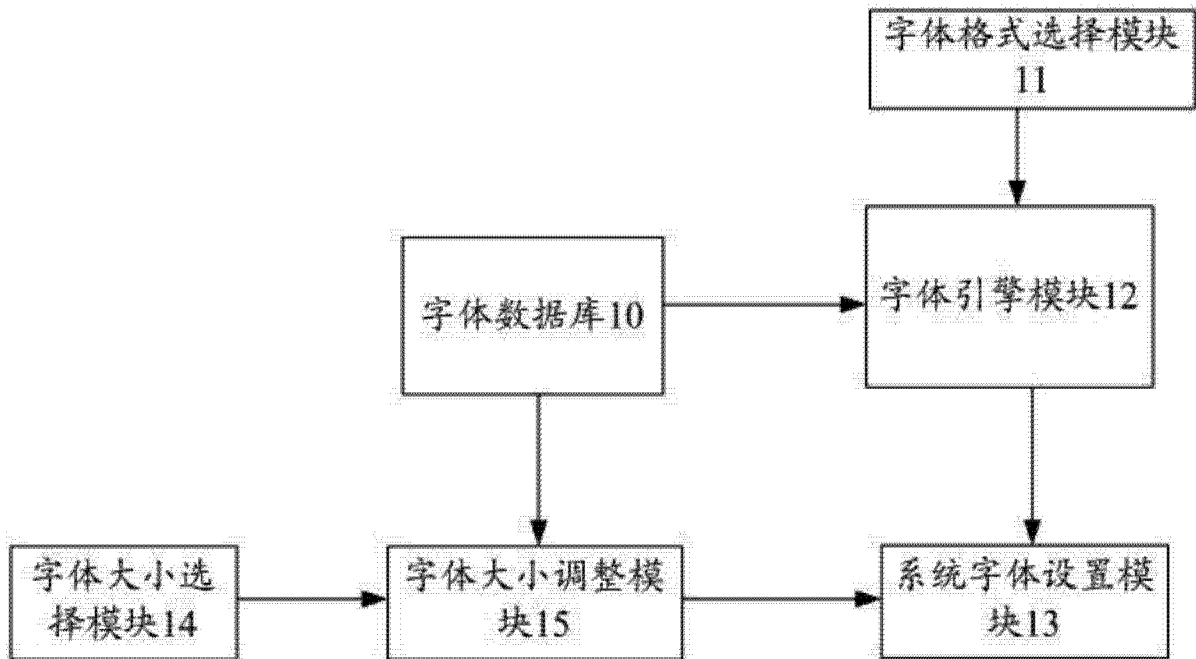 字体格式选择模块
11
字体数据库10
字体引擎模块12
字体大小选
择模块14
字体大小调整模
块15
系统字体设置模
块13